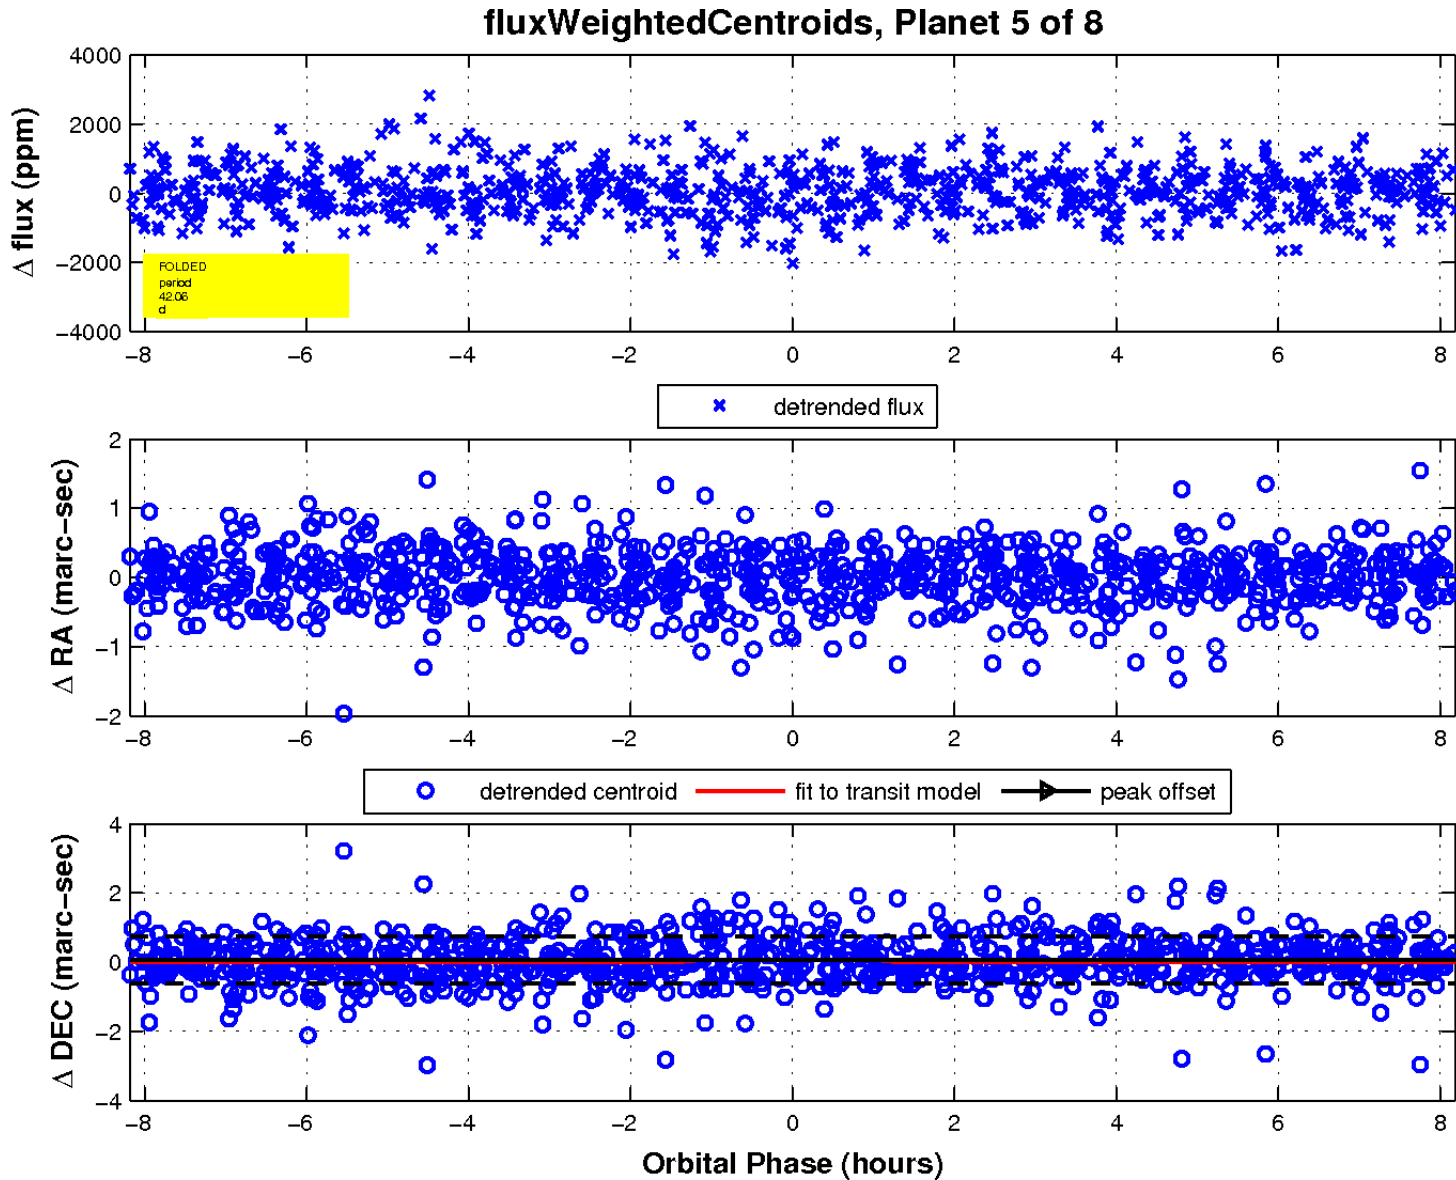 fluxWeightedCentroids, Planet 5 of 8
Δ flux (ppm)
4000
2000
0
−2000
−4000
FOLDED
period
42.06
d
−8 −6 −4 −2 0 2 4 6 8
detrended flux
Δ RA (marc−sec)
2
1
0
−1
−2
−8 −6 −4 −2 0 2 4 6 8
detrended centroid fit to transit model peak offset
Δ DEC (marc−sec)
4
2
0
−2
−4
−8 −6 −4 −2 0 2 4 6 8
Orbital Phase (hours)